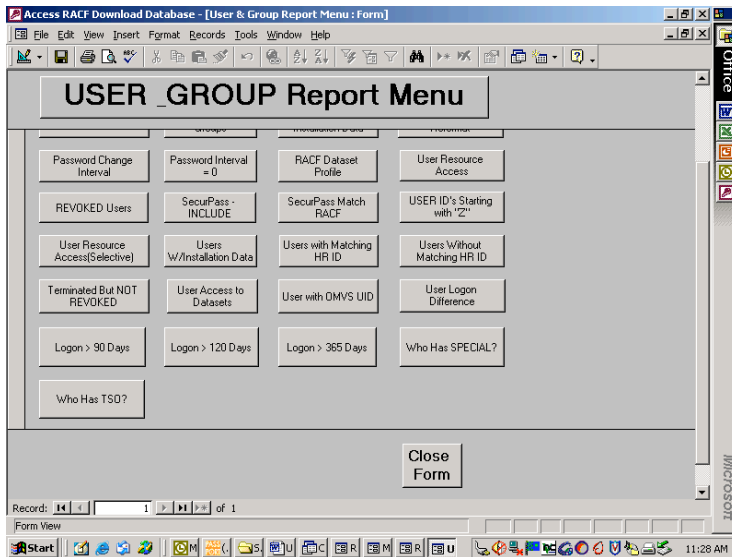 Access RACF Download Database - [User & Group Report Menu : Form]
File Edit View Insert Format Records Tools Window Help
USER _GROUP Report Menu
Password Change Interval
Password Interval = 0
RACF Dataset Profile
User Resource Access
REVOKED Users
SecurPass - INCLUDE
SecurPass Match RACF
USER ID's Starting with "Z"
User Resource Access(Selective)
Users W/Installation Data
Users with Matching HR ID
Users Without Matching HR ID
Terminated But NOT REVOKED
User Access to Datasets
User with OMVS UID
User Logon Difference
Logon > 90 Days
Logon > 120 Days
Logon > 365 Days
Who Has SPECIAL?
Who Has TSO?
Close
Form
Record: 1 of 1
Form View
Start
11:28 AM
Office
Microsoft